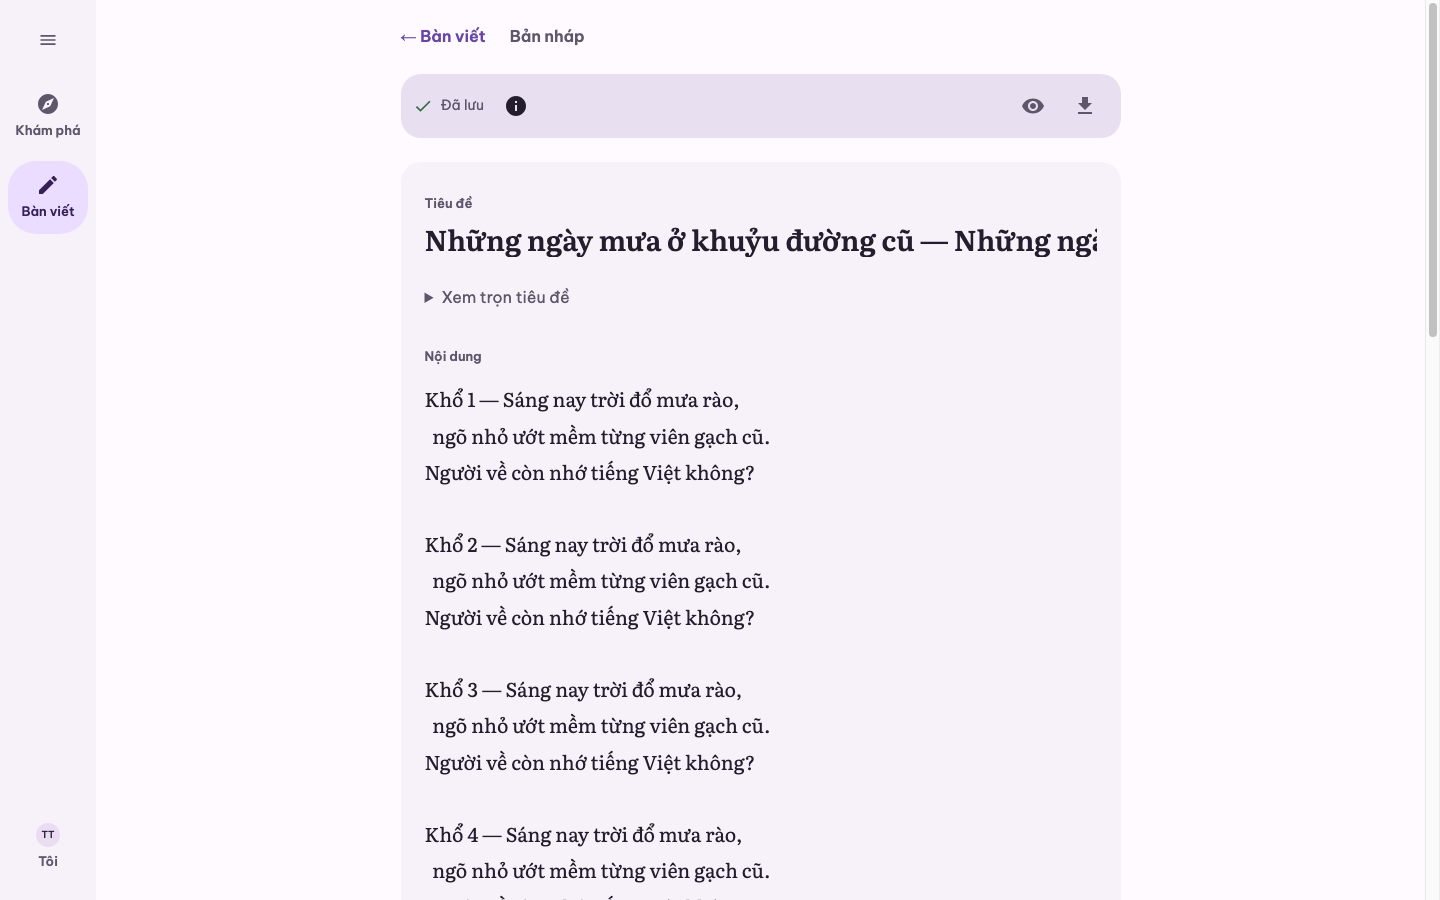 ← Bàn viết
Bản nháp
Khám phá
Bàn viết
Đã lưu
Tiêu đề
Những ngày mưa ở khuỷu đường cũ — Những ngà
▶ Xem trọn tiêu đề
Nội dung
Khổ 1 — Sáng nay trời đổ mưa rào,
ngõ nhỏ ướt mềm từng viên gạch cũ.
Người về còn nhớ tiếng Việt không?
Khổ 2 — Sáng nay trời đổ mưa rào,
ngõ nhỏ ướt mềm từng viên gạch cũ.
Người về còn nhớ tiếng Việt không?
Khổ 3 — Sáng nay trời đổ mưa rào,
ngõ nhỏ ướt mềm từng viên gạch cũ.
Người về còn nhớ tiếng Việt không?
Khổ 4 — Sáng nay trời đổ mưa rào,
ngõ nhỏ ướt mềm từng viên gạch cũ.
TT
Tôi